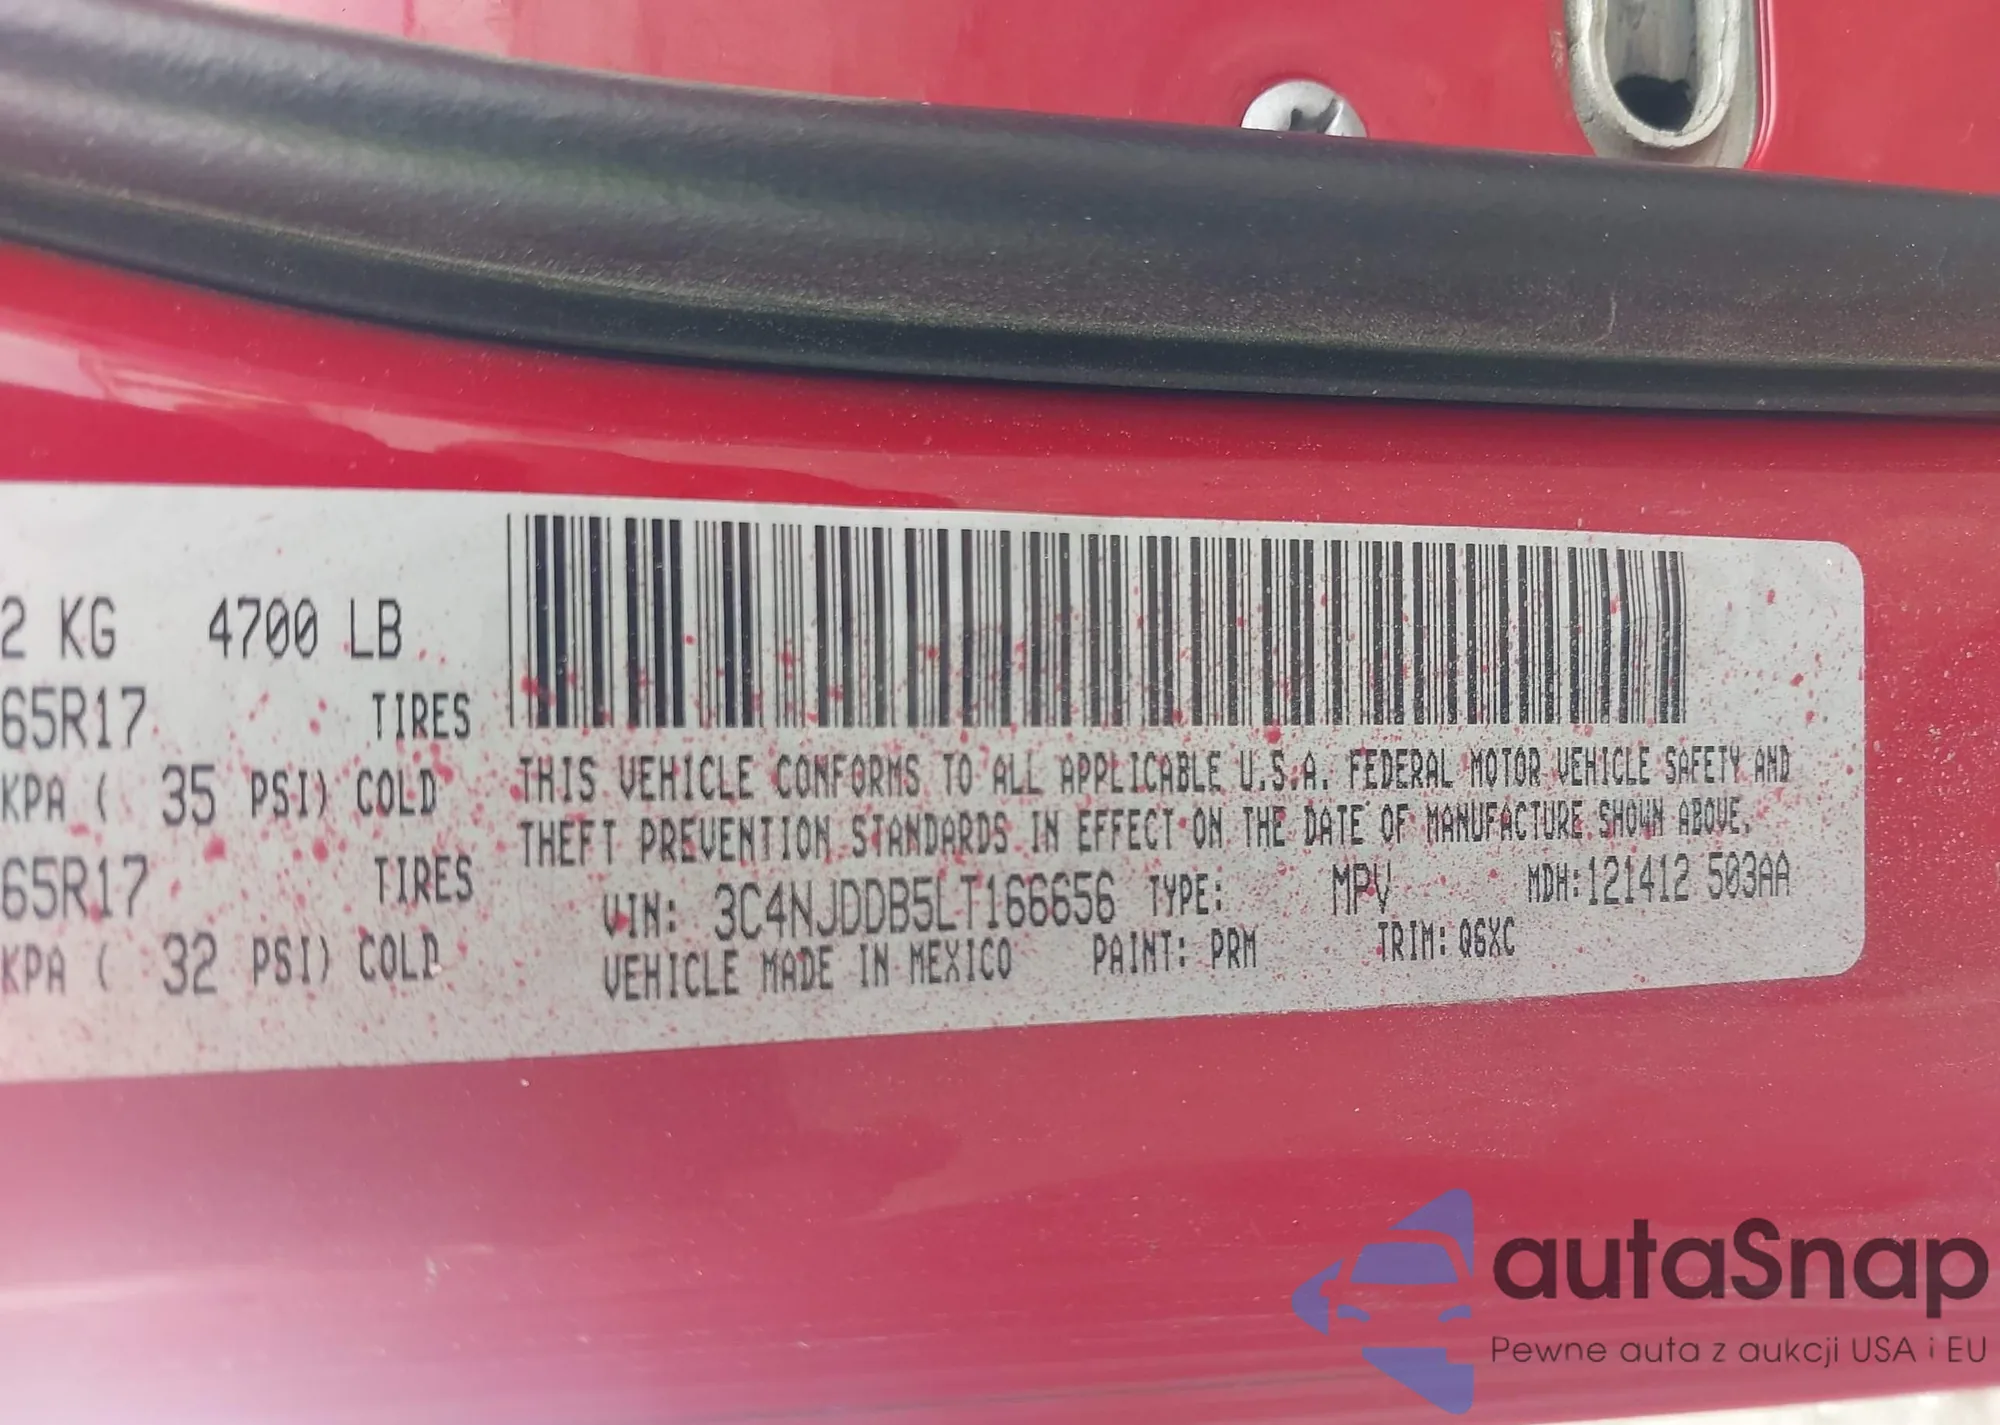 2 KG 4700 LB
65R17 TIRES
KPA ( 35 PSI) COLD
65R17 TIRES
KPA ( 32 PSI) COLD
THIS VEHICLE CONFORMS TO ALL APPLICABLE U.S.A. FEDERAL MOTOR VEHICLE SAFETY AND
THEFT PREVENTION STANDARDS IN EFFECT ON THE DATE OF MANUFACTURE SHOWN ABOVE.
VIN: 3C4NJDDB5LT166656 TYPE: MPV MDH:121412 503AA
VEHICLE MADE IN MEXICO PAINT: PRM TRIM: Q6XC
autaSnap
Pewne auta z aukcji USA i EU